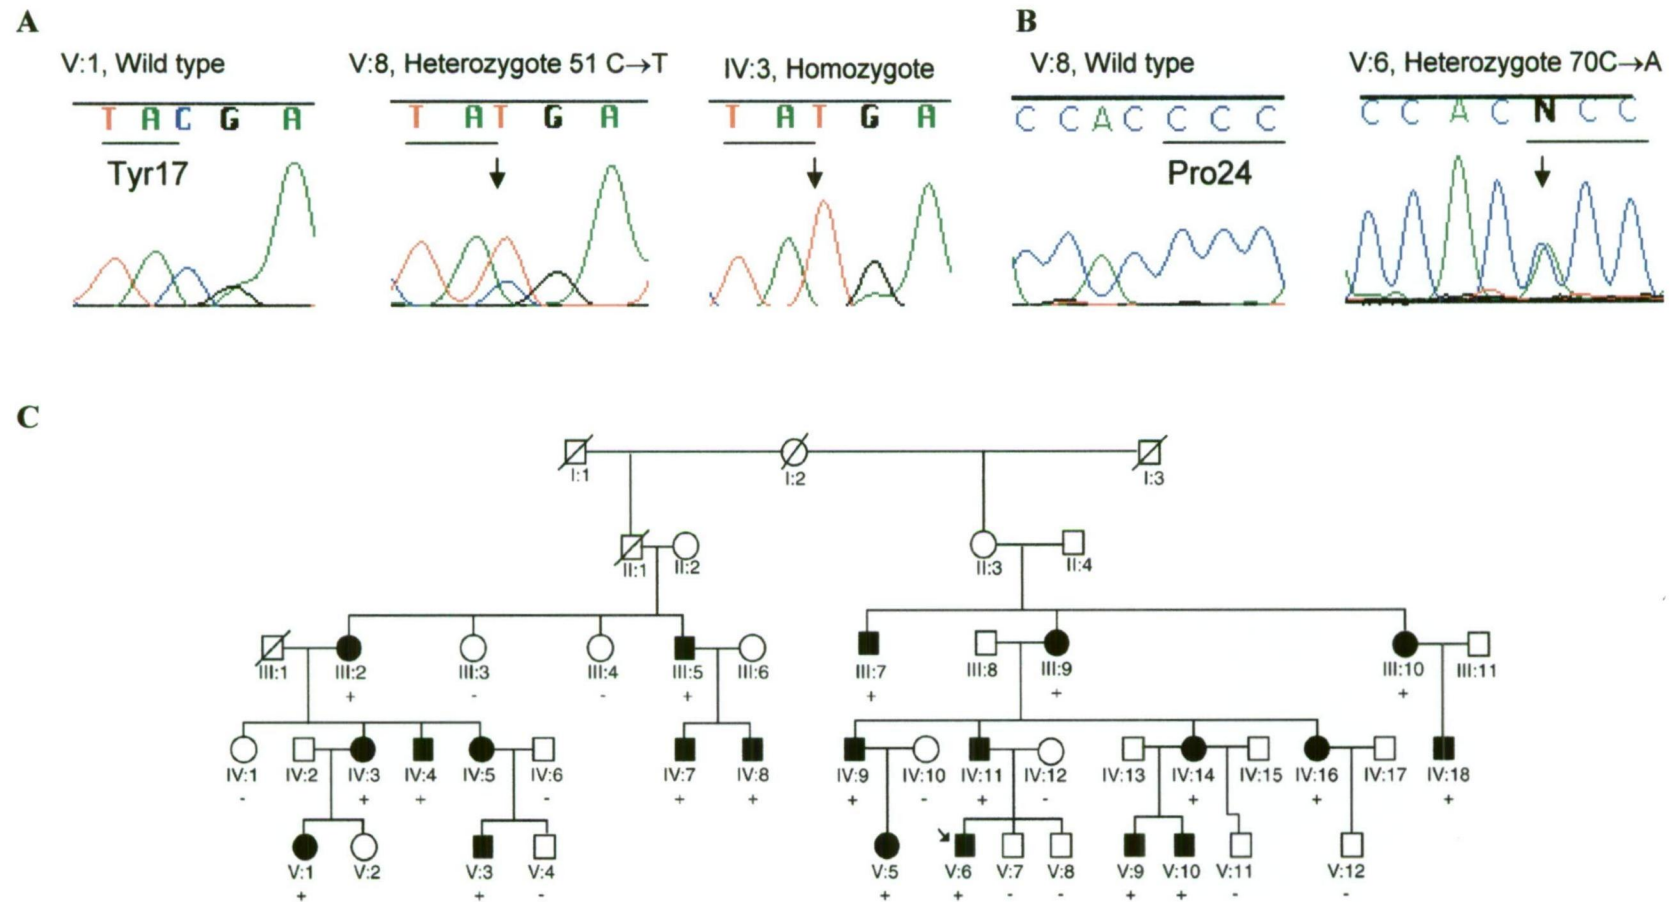 A
B
V:1, Wild type
V:8, Heterozygote 51 C→T
IV:3, Homozygote
V:8, Wild type
V:6, Heterozygote 70C→A
T A C G A
T A T G A
T A T G A
C C A C C C C
C C A C N C C
Tyr17
Pro24
C
I:1
I:2
I:3
II:1
II:2
II:3
II:4
III:1
III:2
III:3
III:4
III:5
III:6
III:7
III:8
III:9
III:10
III:11
+
-
-
+
+
+
+
IV:1
IV:2
IV:3
IV:4
IV:5
IV:6
IV:7
IV:8
IV:9
IV:10
IV:11
IV:12
IV:13
IV:14
IV:15
IV:16
IV:17
IV:18
-
+
+
-
+
+
+
-
+
-
+
+
+
V:1
V:2
V:3
V:4
V:5
V:6
V:7
V:8
V:9
V:10
V:11
V:12
+
+
-
+
+
-
-
+
+
-
-